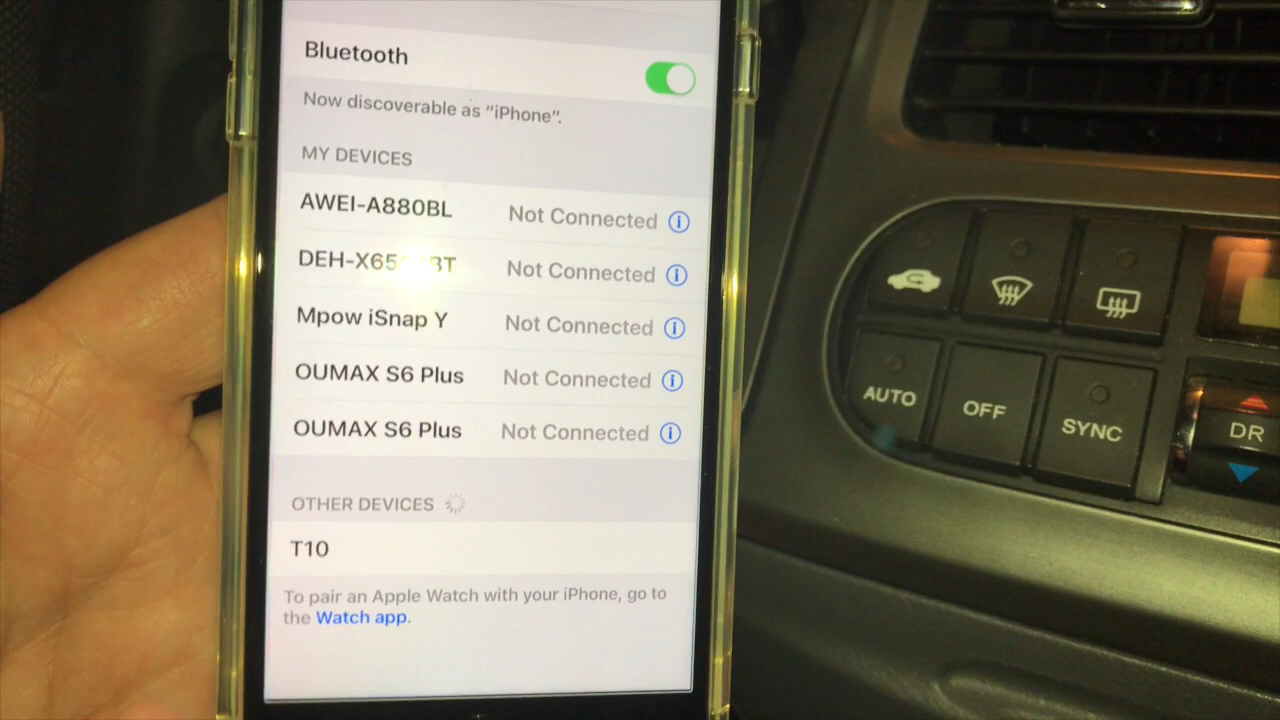 Bluetooth
Now discoverable as "iPhone".
MY DEVICES
AWEI-A880BL Not Connected
Not Connected
Mpow iSnap Y Not Connected
OUMAX S6 Plus Not Connected
OUMAX S6 Plus Not Connected
OTHER DEVICES
T10
To pair an Apple Watch with your iPhone, go to
the Watch app.
AUTO
OFF
SYNC
DR